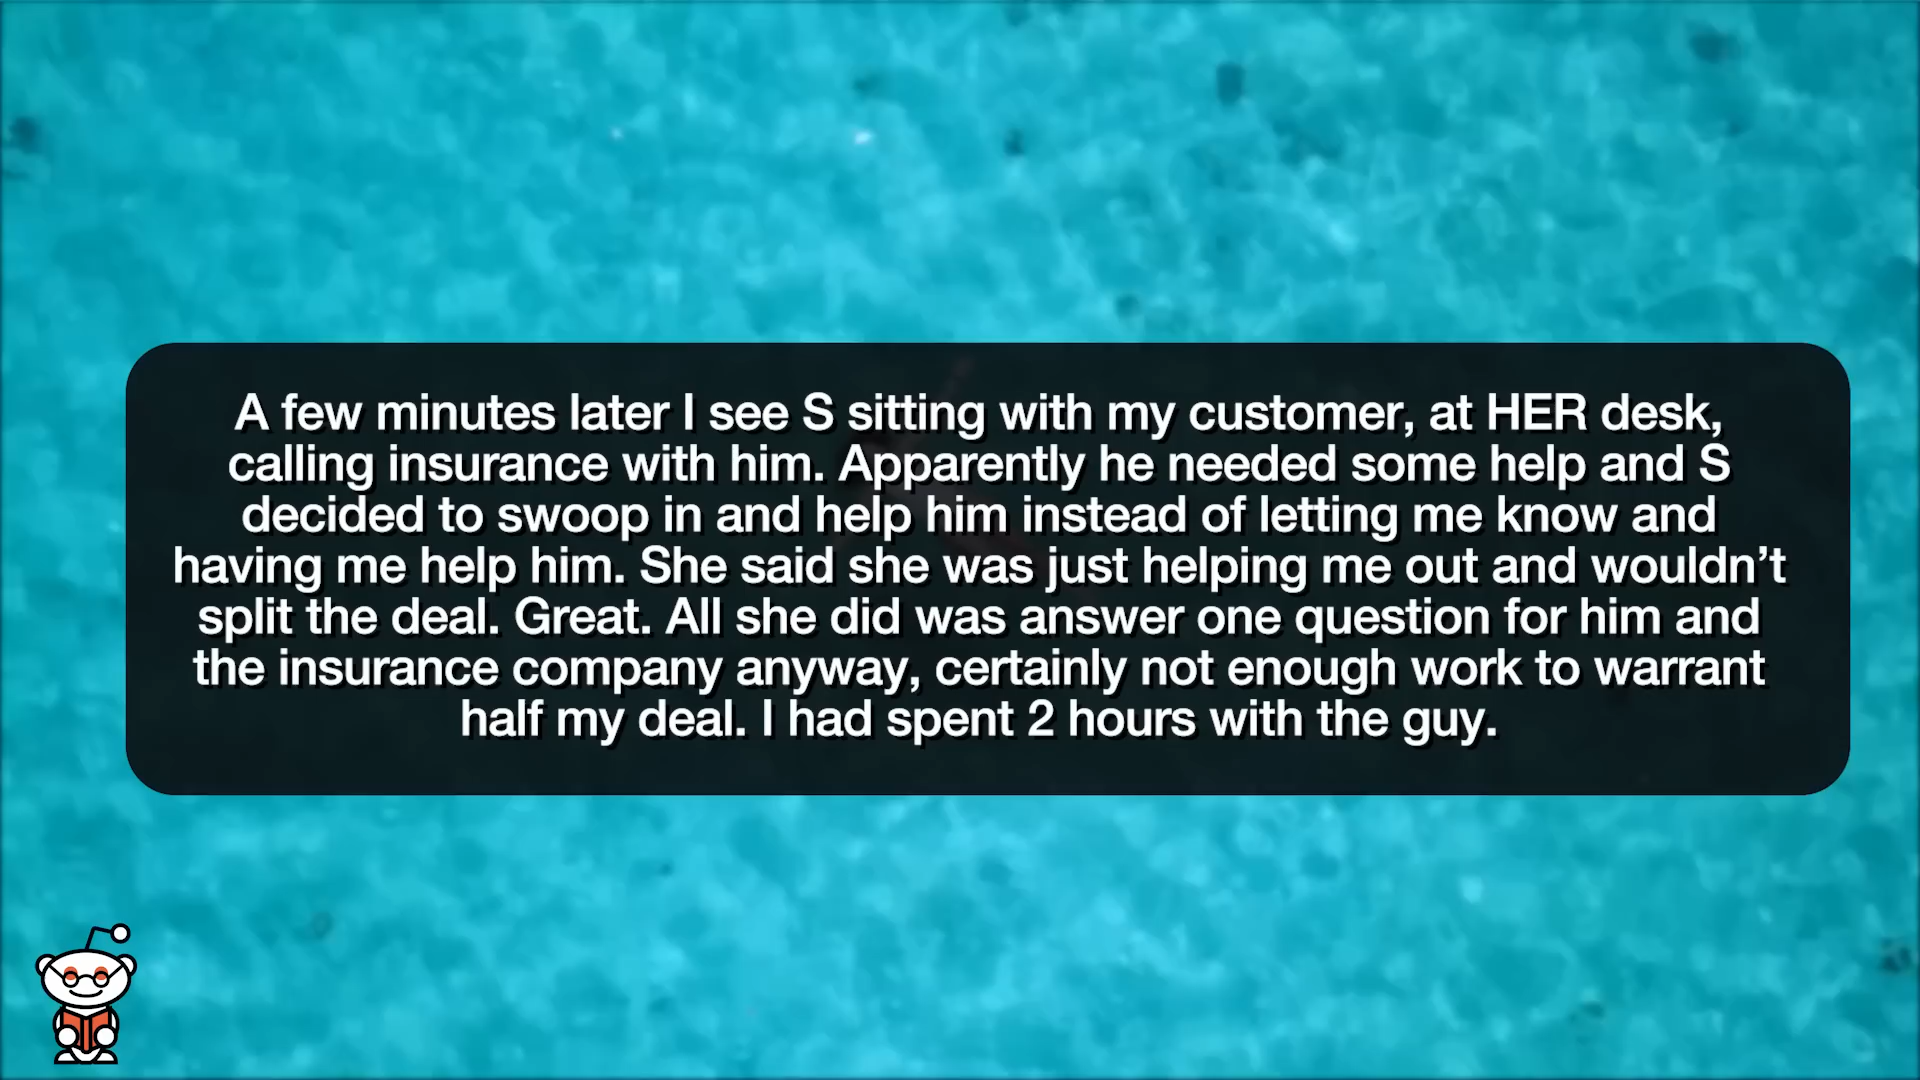 A few minutes later I see S sitting with my customer, at HER desk,
calling insurance with him. Apparently he needed some help and S
decided to swoop in and help him instead of letting me know and
having me help him. She said she was just helping me out and wouldn’t
split the deal. Great. All she did was answer one question for him and
the insurance company anyway, certainly not enough work to warrant
half my deal. I had spent 2 hours with the guy.